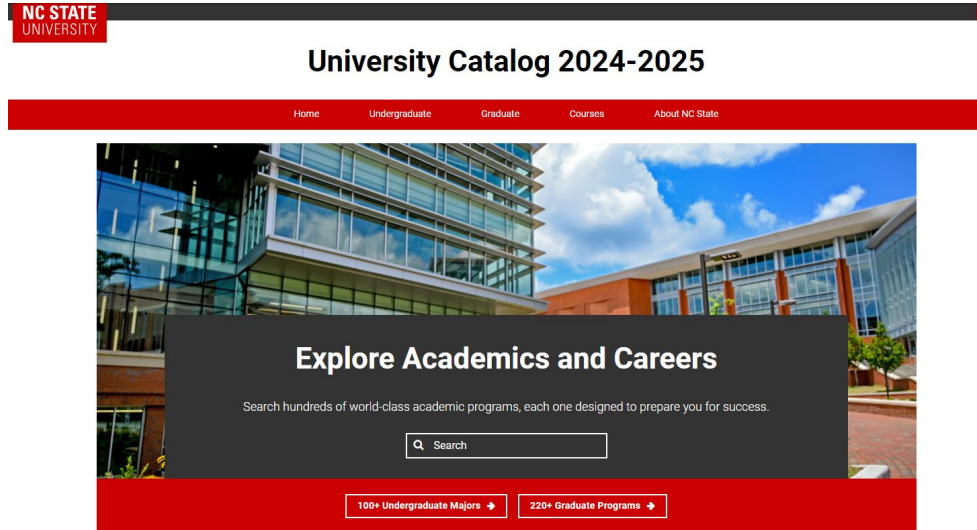 NC STATE
UNIVERSITY
University Catalog 2024-2025
Home Undergraduate Graduate Courses About NC State
Explore Academics and Careers
Search hundreds of world-class academic programs, each one designed to prepare you for success.
Search
100+ Undergraduate Majors → 220+ Graduate Programs →